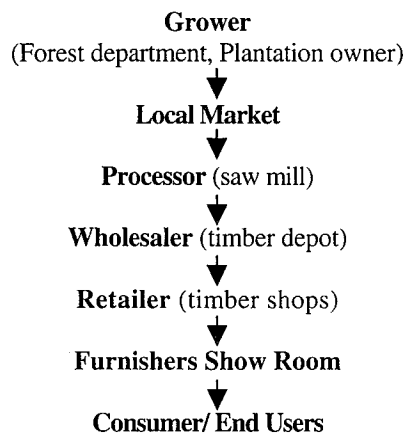 Grower
(Forest department, Plantation owner)
Local Market
Processor (saw mill)
Wholesaler (timber depot)
Retailer (timber shops)
Furnishers Show Room
Consumer/ End Users